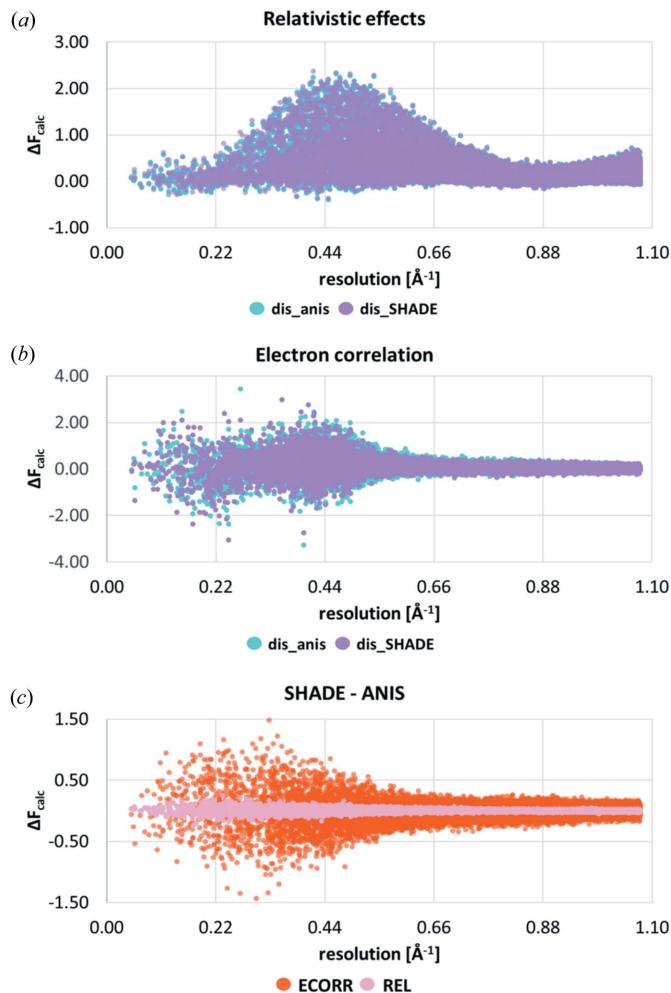 (a)
Relativistic effects
3.00
2.00
1.00
0.00
-1.00
ΔFcalc
0.00 0.22 0.44 0.66 0.88 1.10
resolution [Å-1]
dis_anis dis_SHADE
(b)
Electron correlation
4.00
2.00
0.00
-2.00
-4.00
ΔFcalc
0.00 0.22 0.44 0.66 0.88 1.10
resolution [Å-1]
dis_anis dis_SHADE
(c)
SHADE - ANIS
1.50
0.50
-0.50
-1.50
ΔFcalc
0.00 0.22 0.44 0.66 0.88 1.10
resolution [Å-1]
ECORR REL